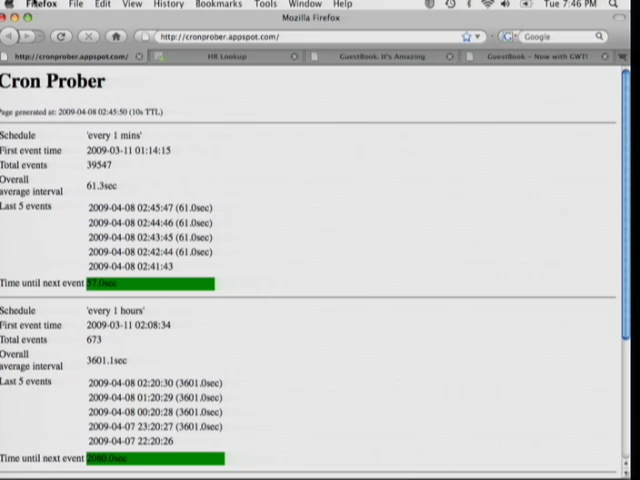 Firefox File Edit View History Bookmarks Tools Window Help Tue 7:46 PM
Mozilla Firefox
http://cronprober.appspot.com/
Google
http://cronprober.appspot.com/
HR Lookup
GuestBook. It's Amazing
GuestBook - Now with GWT!
Cron Prober
Page generated at: 2009-04-08 02:45:50 (10s TTL)
Schedule 'every 1 mins'
First event time 2009-03-11 01:14:15
Total events 39547
Overall
average interval 61.3sec
Last 5 events 2009-04-08 02:45:47 (61.0sec)
2009-04-08 02:44:46 (61.0sec)
2009-04-08 02:43:45 (61.0sec)
2009-04-08 02:42:44 (61.0sec)
2009-04-08 02:41:43
Time until next event 57.0sec
Schedule 'every 1 hours'
First event time 2009-03-11 02:08:34
Total events 673
Overall
average interval 3601.1sec
Last 5 events 2009-04-08 02:20:30 (3601.0sec)
2009-04-08 01:20:29 (3601.0sec)
2009-04-08 00:20:28 (3601.0sec)
2009-04-07 23:20:27 (3601.0sec)
2009-04-07 22:20:26
Time until next event 2080.0sec